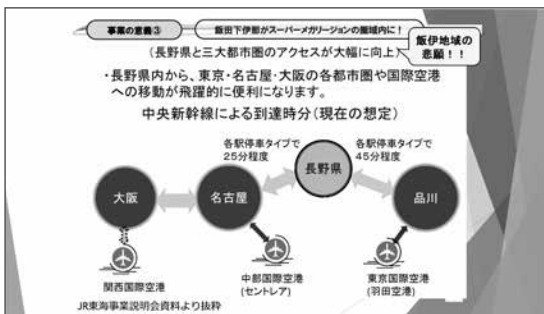 事業の意義③
飯田下伊那がスーパーメガリージョンの圏域内に!
(長野県と三大都市圏のアクセスが大幅に向上)
飯伊地域の
悲願!!
・長野県内から、東京・名古屋・大阪の各都市圏や国際空港
への移動が飛躍的に便利になります。
中央新幹線による到達時分(現在の想定)
各駅停車タイプで
25分程度
各駅停車タイプで
45分程度
長野県
大阪
名古屋
品川
関西国際空港
中部国際空港
(セントレア)
東京国際空港
(羽田空港)
JR東海事業説明会資料より抜粋